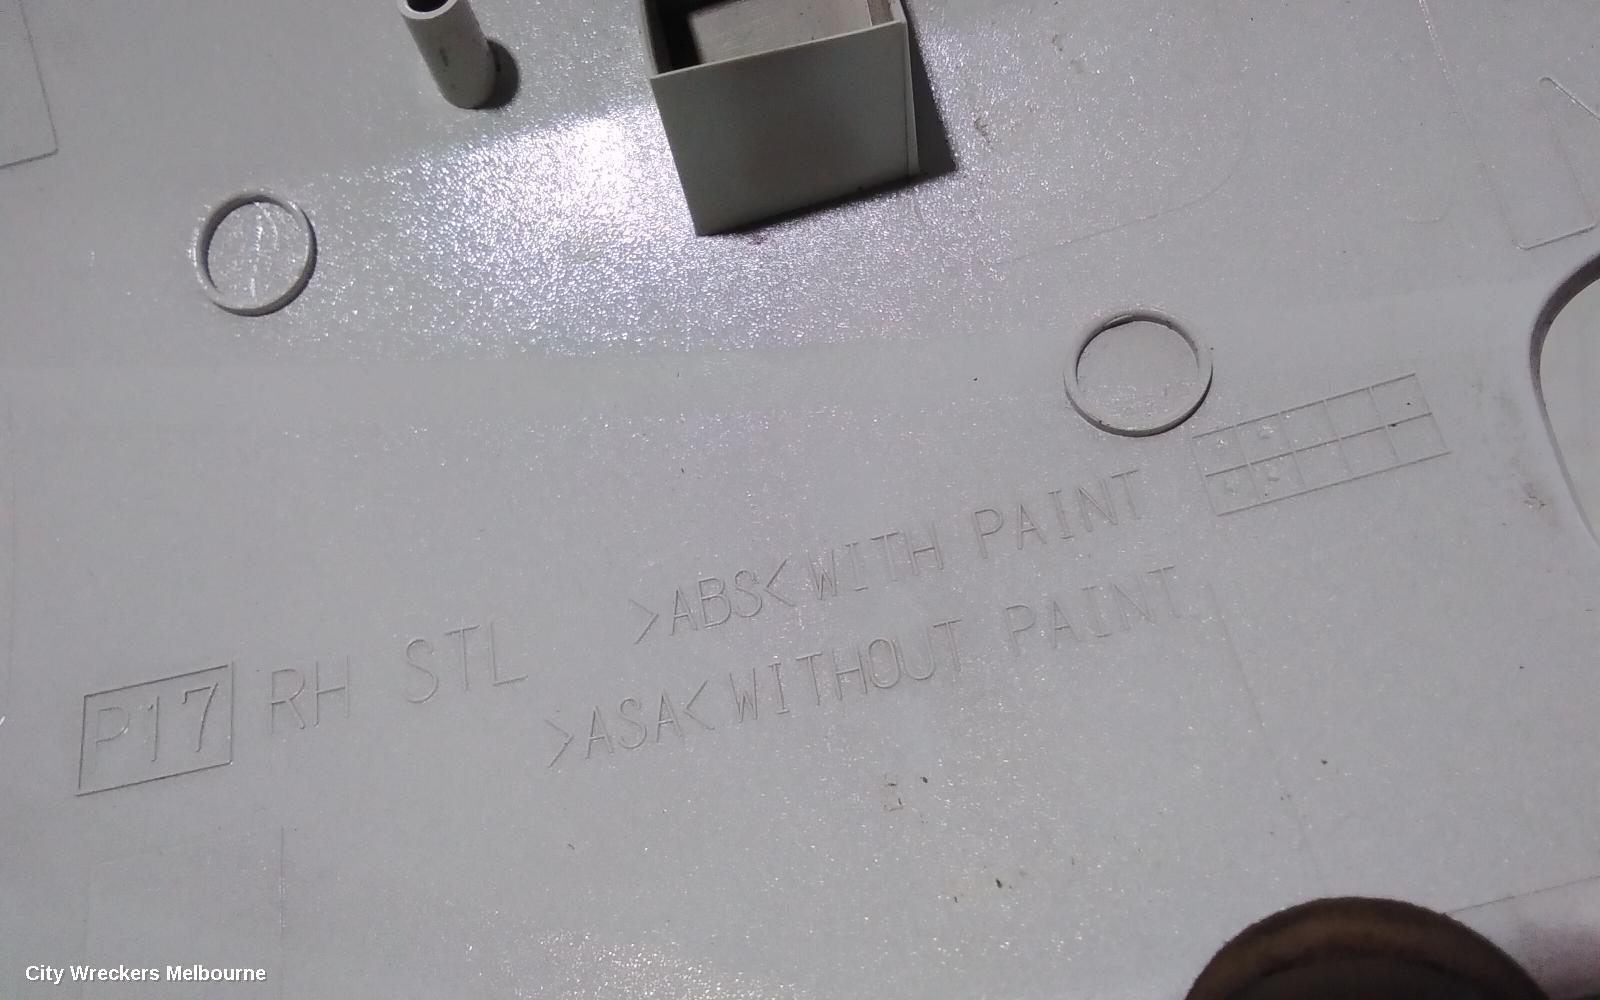 >ABS< WITH PAINT
P17 RH STL
>ASA< WITHOUT PAINT
City Wreckers Melbourne